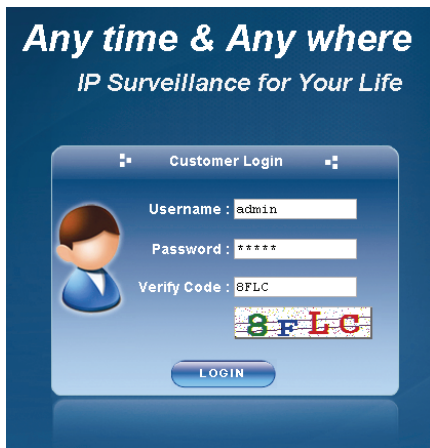 Any time & Any where
IP Surveillance for Your Life
Customer Login
Username : admin
Password : *****
Verify Code : 8FLC
8FLC
LOGIN